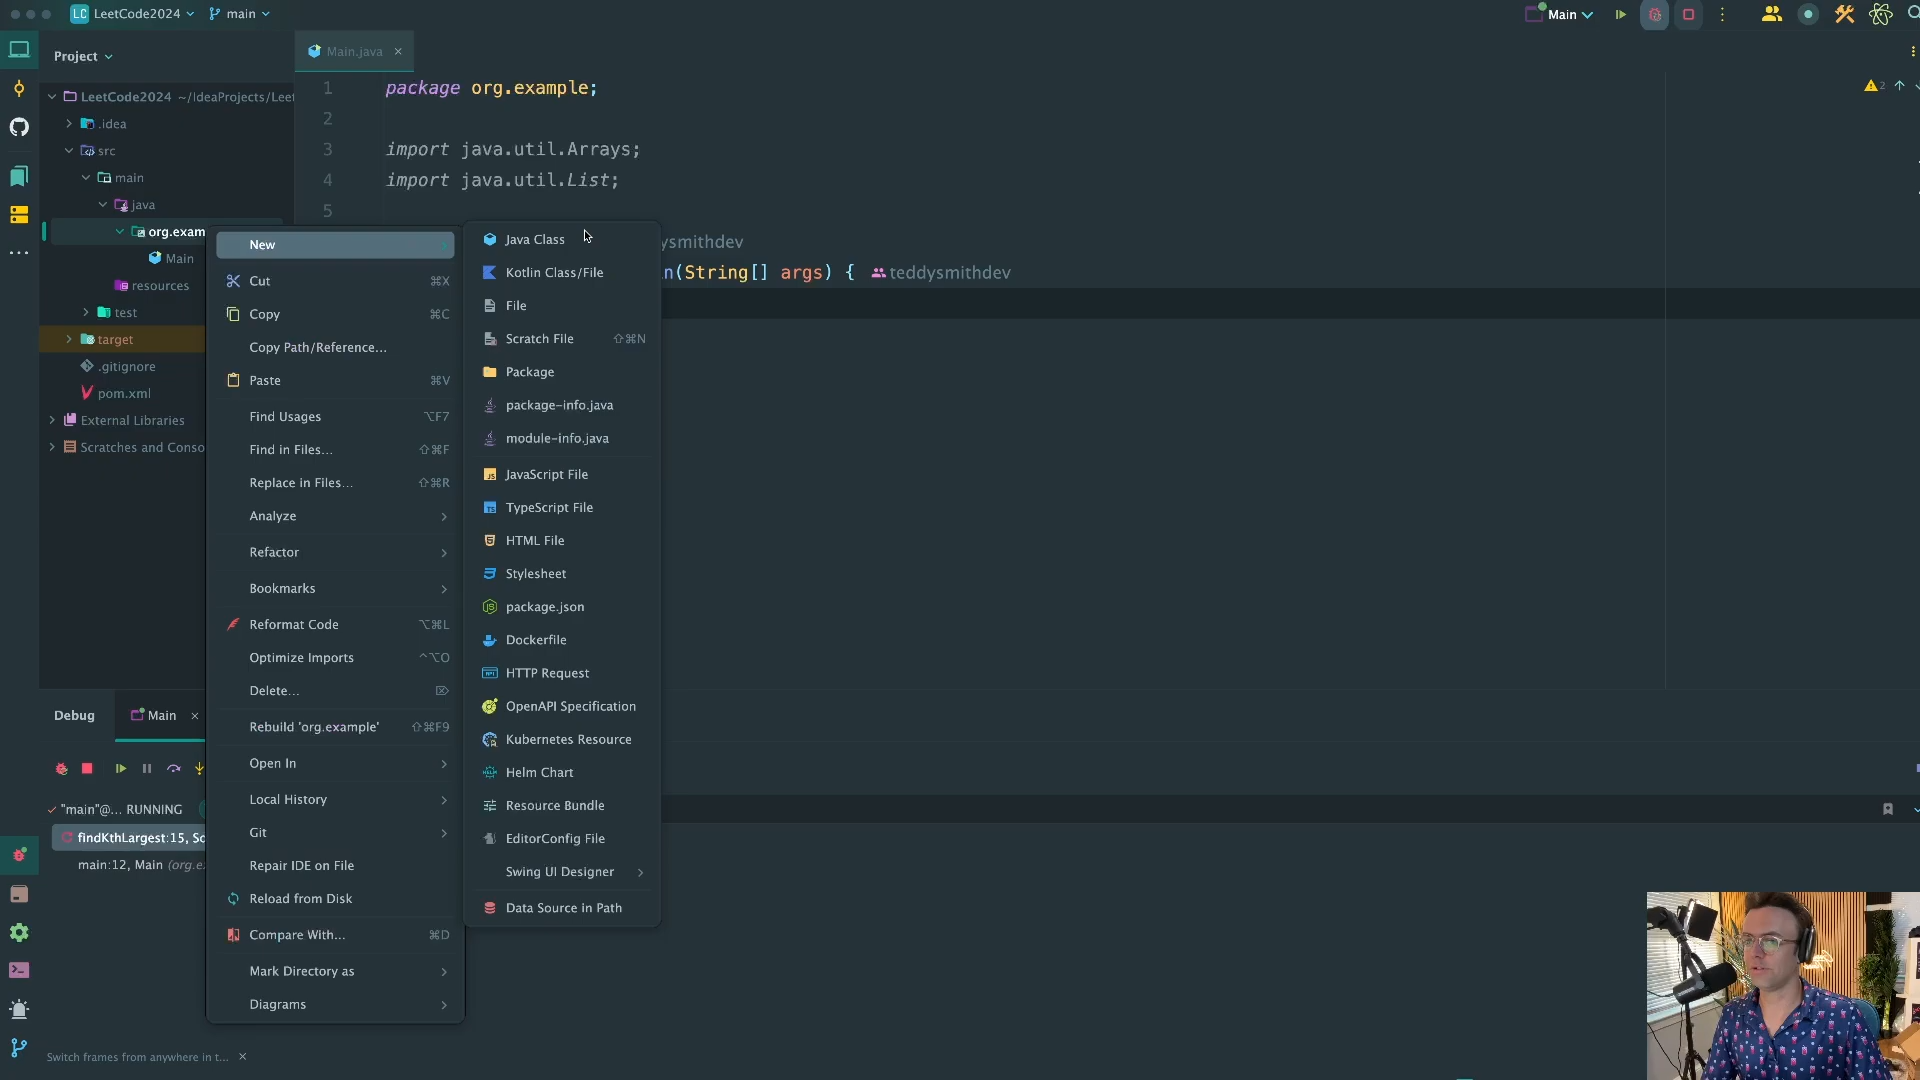 LC LeetCode2024
main
Main
Project
Main.java
LeetCode2024 ~/IdeaProjects/Leet
.idea
src
main
java
org.exam
Main
resources
test
target
.gitignore
pom.xml
External Libraries
Scratches and Conso
1 package org.example;
2
3 import java.util.Arrays;
4 import java.util.List;
5
ysmithdev
n(String[] args) { teddysmithdev
2
New
Cut ⌘X
Copy ⌘C
Copy Path/Reference...
Paste ⌘V
Find Usages ⌥F7
Find in Files... ⇧⌘F
Replace in Files... ⇧⌘R
Analyze
Refactor
Bookmarks
Reformat Code ⌥⌘L
Optimize Imports ^⌥O
Delete... ⌦
Rebuild 'org.example' ⇧⌘F9
Open In
Local History
Git
Repair IDE on File
Reload from Disk
Compare With... ⌘D
Mark Directory as
Diagrams
Java Class
Kotlin Class/File
File
Scratch File ⇧⌘N
Package
package-info.java
module-info.java
JavaScript File
TypeScript File
HTML File
Stylesheet
package.json
Dockerfile
HTTP Request
OpenAPI Specification
Kubernetes Resource
Helm Chart
Resource Bundle
EditorConfig File
Swing UI Designer
Data Source in Path
Debug
Main
"main"@... RUNNING
findKthLargest:15, So
main:12, Main (org.e
Switch frames from anywhere in t...